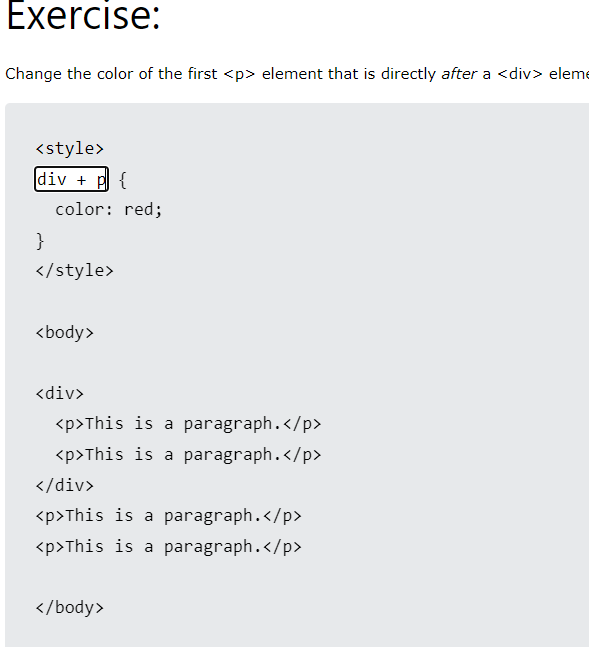 Exercise:
Change the color of the first <p> element that is directly after a <div> eleme
<style>
div + p {
  color: red;
}
</style>
<body>
<div>
  <p>This is a paragraph.</p>
  <p>This is a paragraph.</p>
</div>
<p>This is a paragraph.</p>
<p>This is a paragraph.</p>
</body>